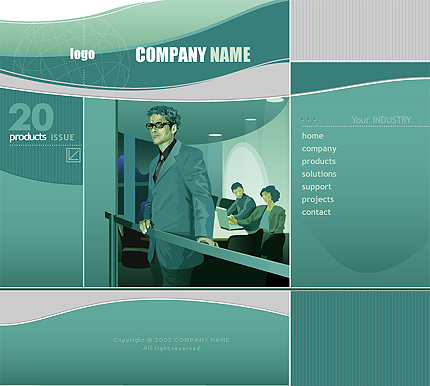 logo
COMPANY NAME
20
products ISSUE
Your INDUSTRY
home
company
products
solutions
support
projects
contact
Copyright © 2002 COMPANY NAME
All right reserved